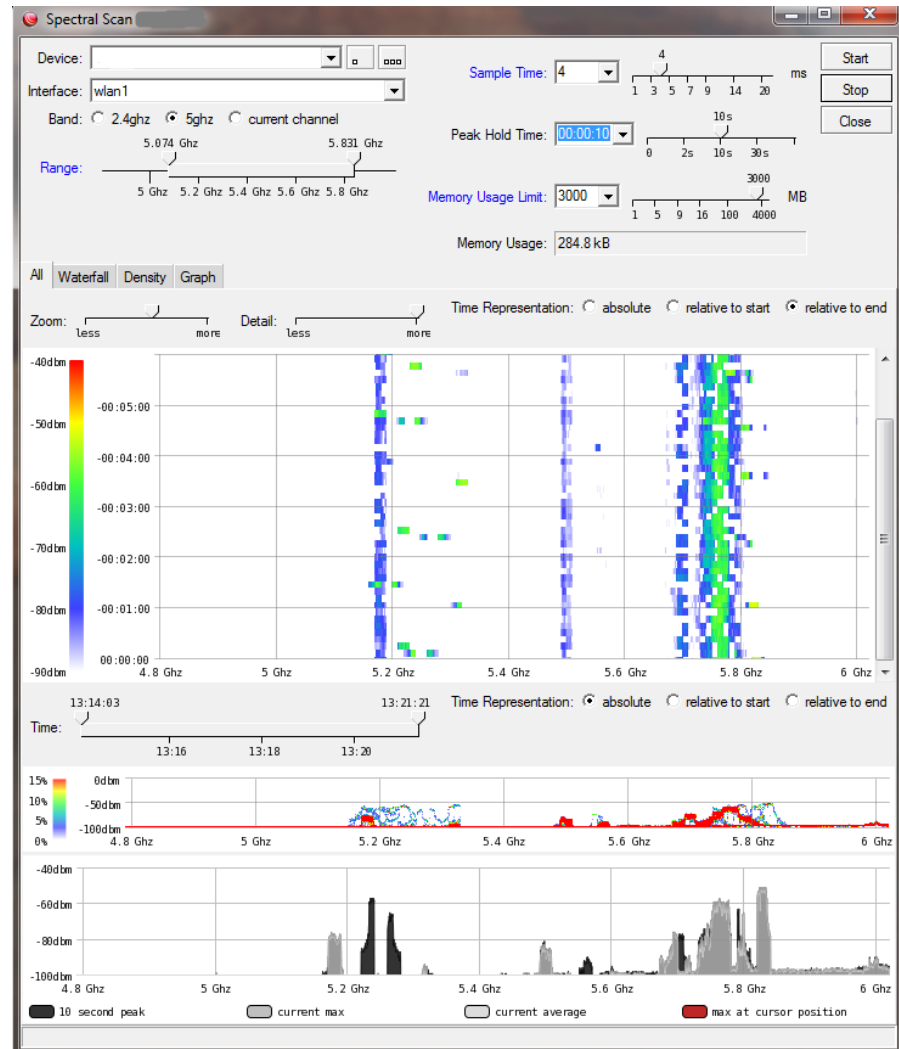 Spectral Scan
Device:
Interface: wlan1
Band: 2.4ghz 5ghz current channel
5.074 Ghz 5.831 Ghz
Range:
5 Ghz 5.2 Ghz 5.4 Ghz 5.6 Ghz 5.8 Ghz
4
Sample Time: 4 ms
1 3 5 7 9 14 20
10s
Peak Hold Time: 00:00:10
0 2s 10s 30s
3000
Memory Usage Limit: 3000 MB
1 5 9 16 100 4000
Memory Usage: 284.8 kB
Start
Stop
Close
All Waterfall Density Graph
Zoom: less more Detail: less more
Time Representation: absolute relative to start relative to end
-40dbm
-50dbm
-60dbm
-70dbm
-80dbm
-90dbm
-00:05:00
-00:04:00
-00:03:00
-00:02:00
-00:01:00
00:00:00
4.8 Ghz 5 Ghz 5.2 Ghz 5.4 Ghz 5.6 Ghz 5.8 Ghz 6 Ghz
13:14:03 13:21:21
Time:
13:16 13:18 13:20
Time Representation: absolute relative to start relative to end
15%
10%
5%
0%
0dbm
-50dbm
-100dbm
4.8 Ghz 5 Ghz 5.2 Ghz 5.4 Ghz 5.6 Ghz 5.8 Ghz 6 Ghz
-40dbm
-60dbm
-80dbm
-100dbm
4.8 Ghz 5 Ghz 5.2 Ghz 5.4 Ghz 5.6 Ghz 5.8 Ghz 6 Ghz
10 second peak current max current average max at cursor position